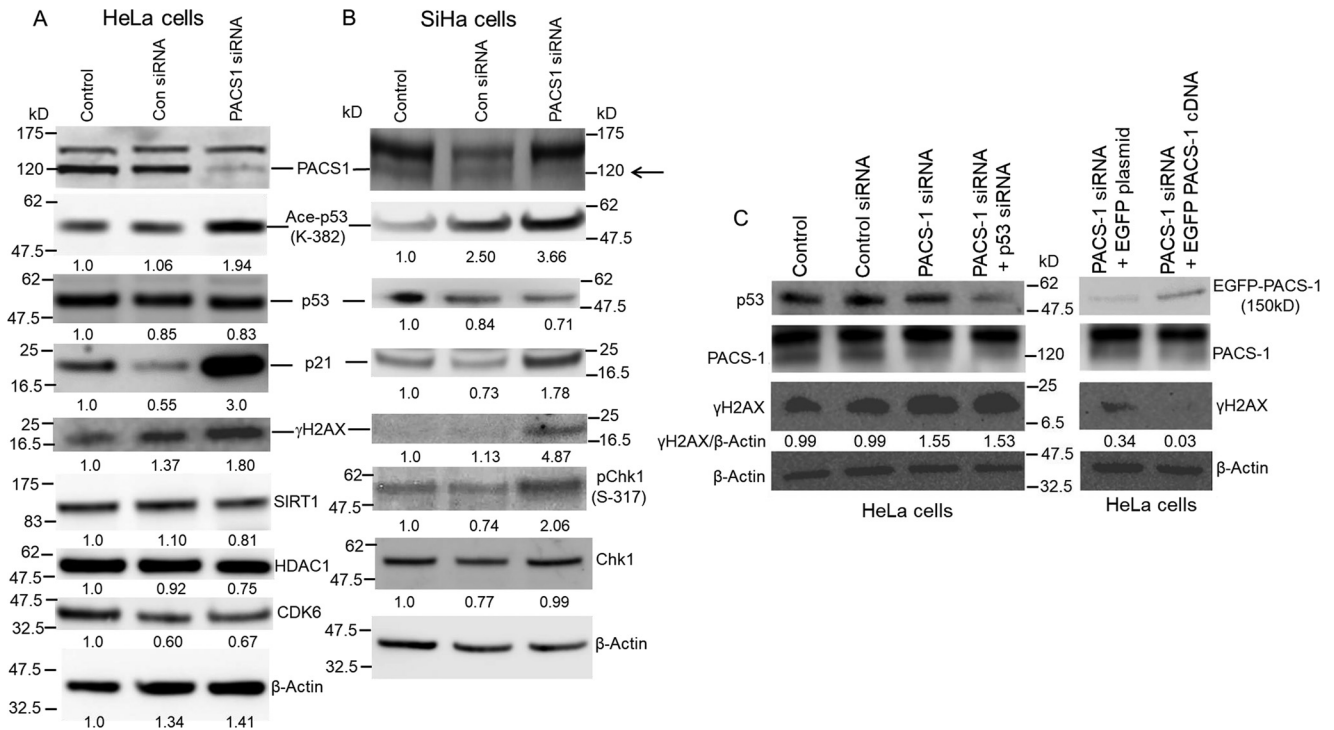 A HeLa cells
kD Control Con siRNA PACS1 siRNA
175
120
PACS1
62
47.5
Ace-p53
(K-382)
1.0 1.06 1.94
62
47.5
p53
1.0 0.85 0.83
25
16.5
p21
1.0 0.55 3.0
25
16.5
γH2AX
1.0 1.37 1.80
175
83
SIRT1
1.0 1.10 0.81
62
47.5
HDAC1
1.0 0.92 0.75
47.5
32.5
CDK6
1.0 0.60 0.67
47.5
32.5
β-Actin
1.0 1.34 1.41
B SiHa cells
kD Control Con siRNA PACS1 siRNA kD
175
120
62
47.5
1.0 2.50 3.66
62
47.5
1.0 0.84 0.71
25
16.5
1.0 0.73 1.78
25
16.5
1.0 1.13 4.87
62
47.5
pChk1
(S-317)
1.0 0.74 2.06
62
47.5
Chk1
1.0 0.77 0.99
47.5
32.5
β-Actin
C
Control Control siRNA PACS-1 siRNA PACS-1 siRNA
+ p53 siRNA
kD
PACS-1 siRNA
+ EGFP plasmid
PACS-1 siRNA
+ EGFP PACS-1 cDNA
p53
62
47.5
EGFP-PACS-1
(150kD)
PACS-1
120
PACS-1
γH2AX
25
6.5
γH2AX
γH2AX/β-Actin 0.99 0.99 1.55 1.53 0.34 0.03
β-Actin
47.5
32.5
β-Actin
HeLa cells HeLa cells